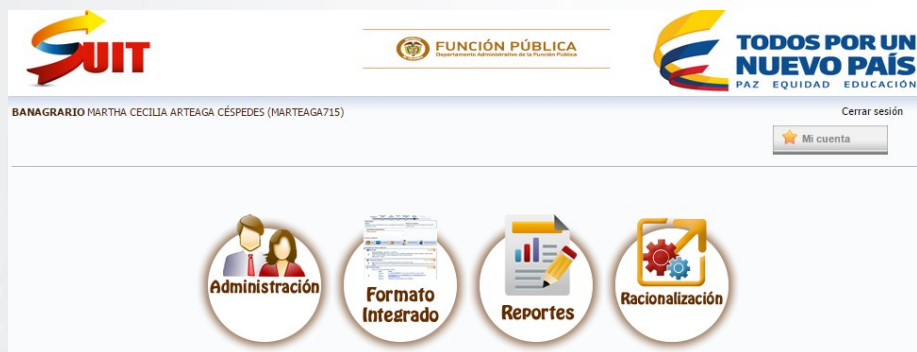 SUIT
FUNCIÓN PÚBLICA
Departamento Administrativo de la Función Pública
TODOS POR UN
NUEVO PAÍS
PAZ EQUIDAD EDUCACIÓN
BANAGRARIO MARTHA CECILIA ARTEAGA CÉSPEDES (MARTEAGA715)
Cerrar sesión
Mi cuenta
Administración
Formato
Integrado
Reportes
Racionalización